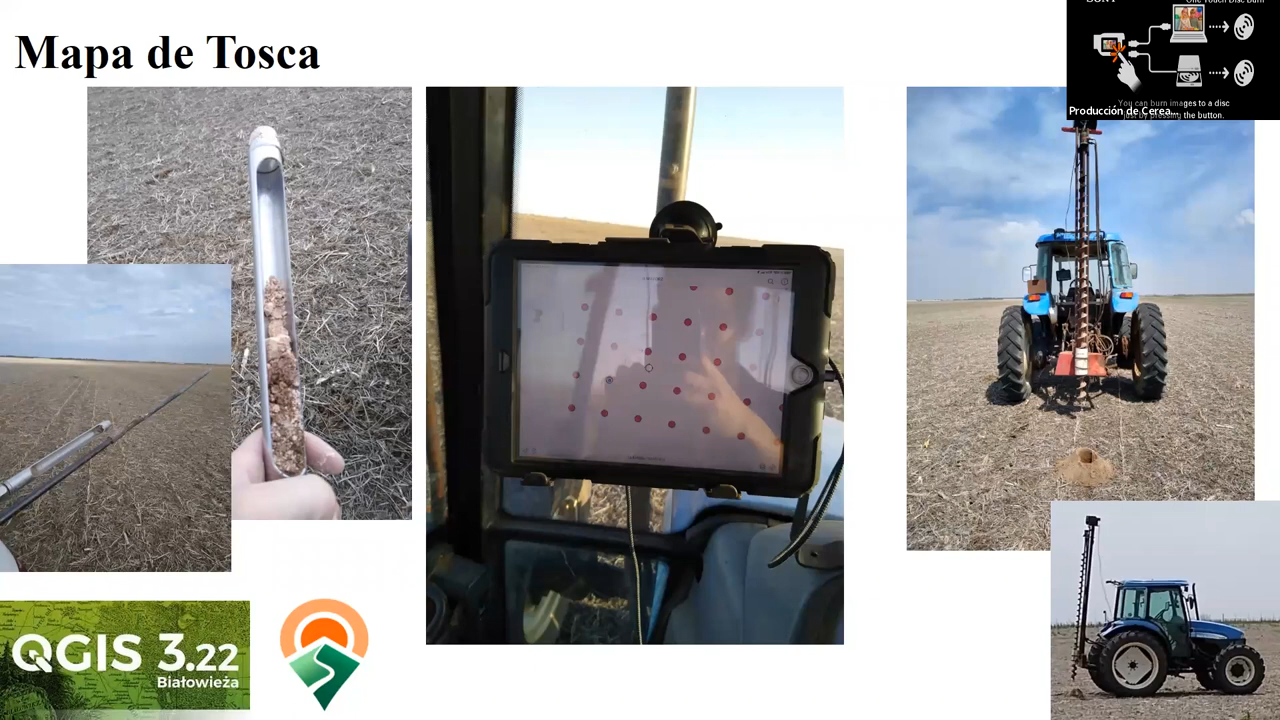 Mapa de Tosca
One Touch Disc Burn
You can burn images to a disc
just by pressing the button.
Producción de Cerea...
QGIS 3.22
Białowieża